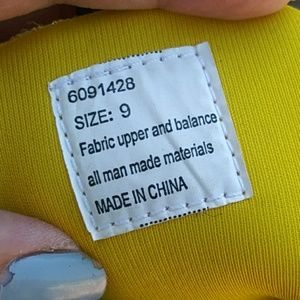 6091428
SIZE: 9
Fabric upper and balance
all man made materials
MADE IN CHINA